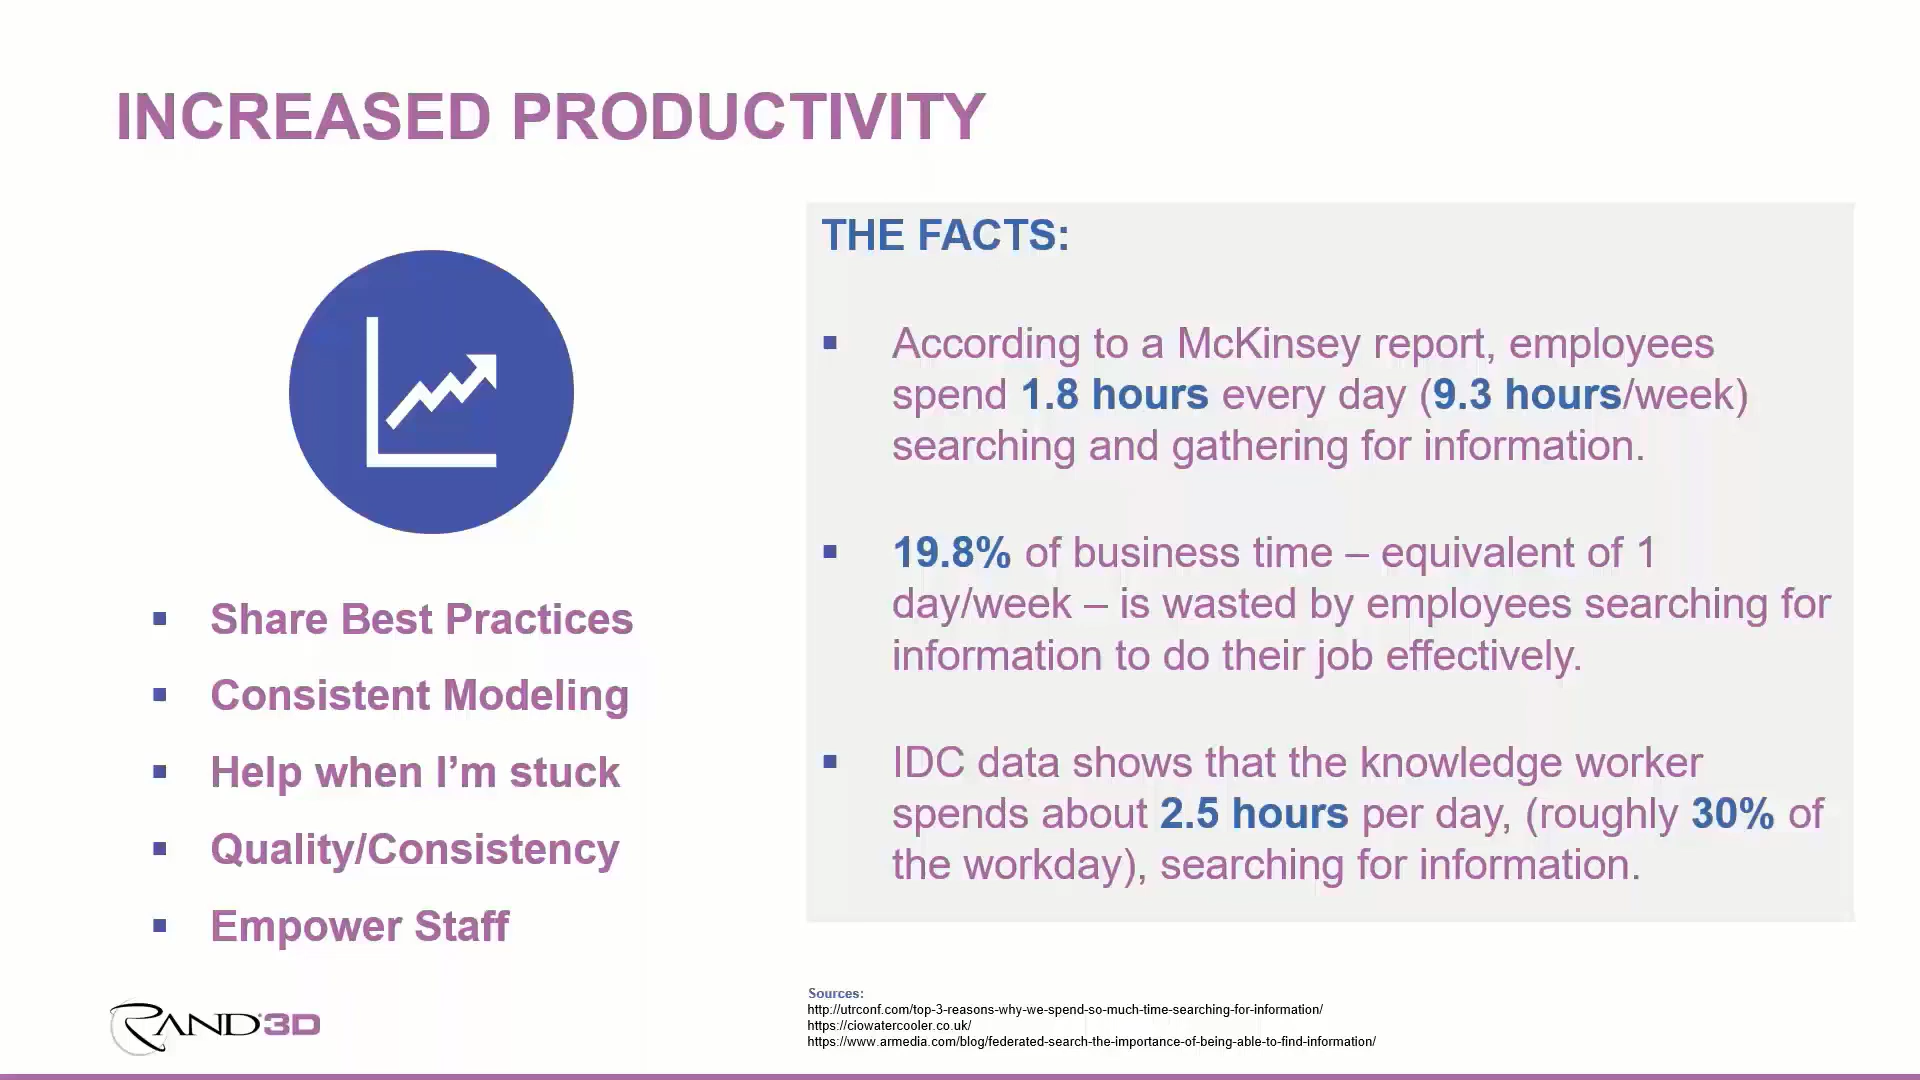 INCREASED PRODUCTIVITY
Share Best Practices
Consistent Modeling
Help when I’m stuck
Quality/Consistency
Empower Staff
THE FACTS:
According to a McKinsey report, employees
spend 1.8 hours every day (9.3 hours/week)
searching and gathering for information.
19.8% of business time – equivalent of 1
day/week – is wasted by employees searching for
information to do their job effectively.
IDC data shows that the knowledge worker
spends about 2.5 hours per day, (roughly 30% of
the workday), searching for information.
RAND3D
Sources:
http://utrconf.com/top-3-reasons-why-we-spend-so-much-time-searching-for-information/
https://ciowatercooler.co.uk/
https://www.armedia.com/blog/federated-search-the-importance-of-being-able-to-find-information/